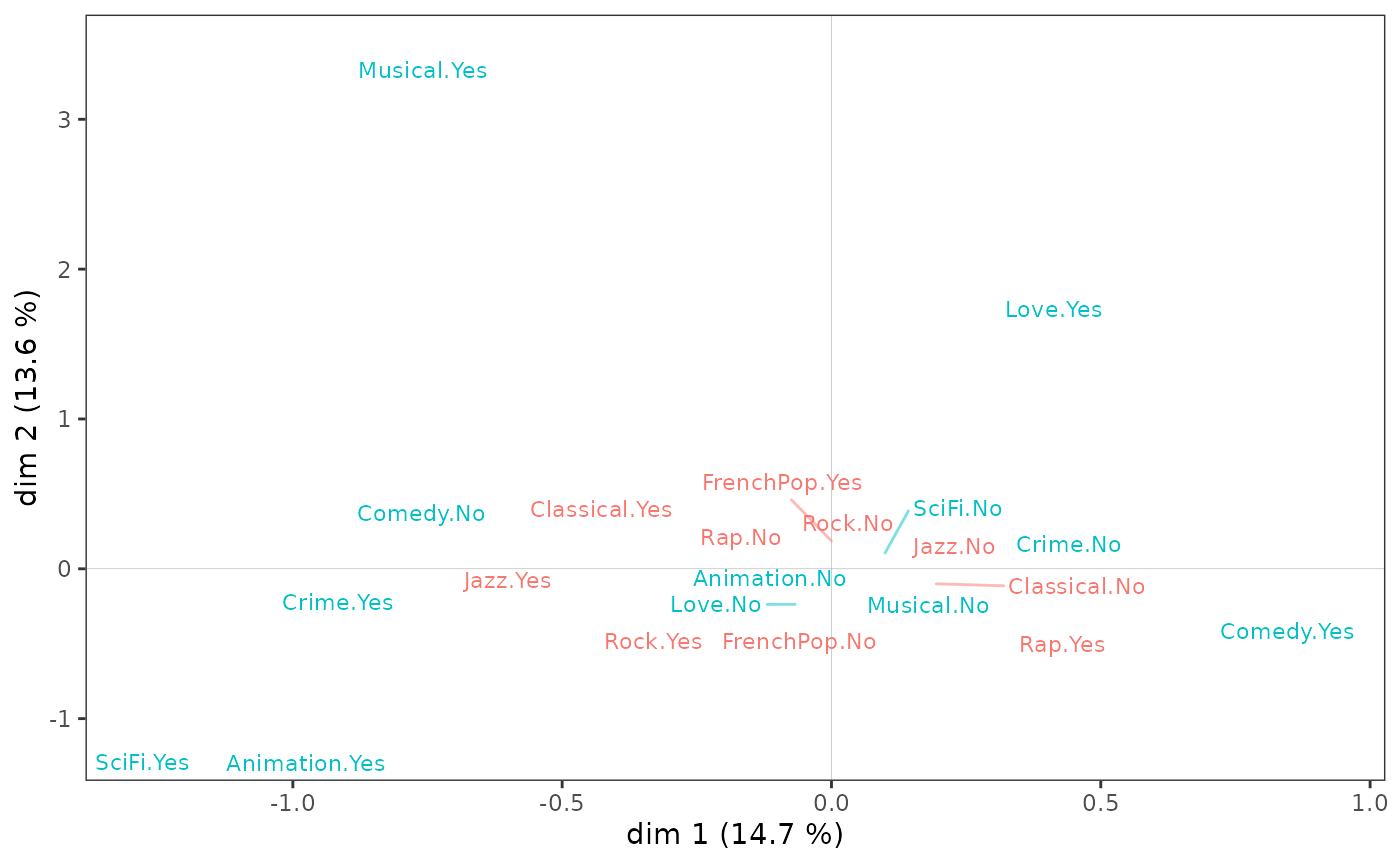 Musical.Yes
3
2
Love.Yes
1
FrenchPop.Yes
Comedy.No
Classical.Yes
SciFi.No
Rock.No
Rap.No
Jazz.No
Crime.No
0
Jazz.Yes
Animation.No
Classical.No
Crime.Yes
Love.No
Musical.No
Comedy.Yes
Rock.Yes
FrenchPop.No
Rap.Yes
-1
SciFi.Yes
Animation.Yes
-1.0
-0.5
0.0
0.5
1.0
dim 1 (14.7 %)
dim 2 (13.6 %)